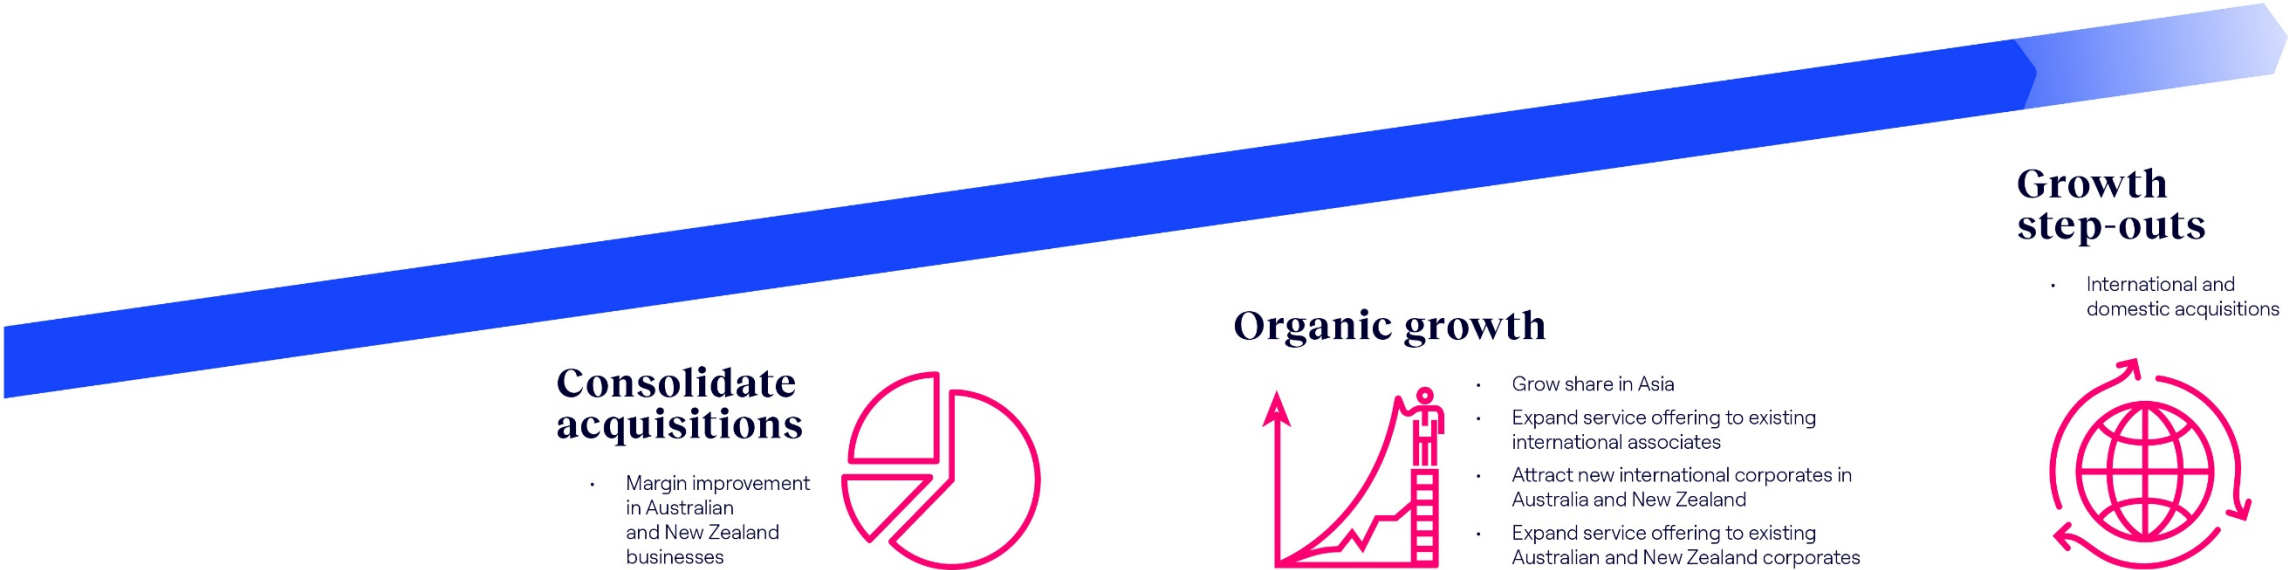 Consolidate
acquisitions
• Margin improvement
in Australian
and New Zealand
businesses
Organic growth
• Grow share in Asia
• Expand service offering to existing
international associates
• Attract new international corporates in
Australia and New Zealand
• Expand service offering to existing
Australian and New Zealand corporates
Growth
step-outs
• International and
domestic acquisitions